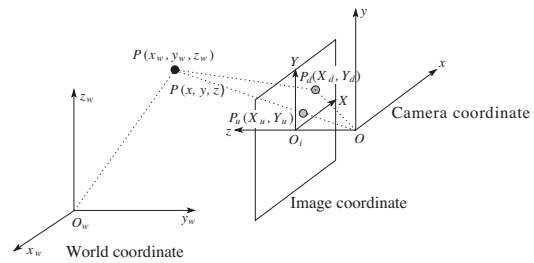 y
P(x_w, y_w, z_w)
Y
x
P_d(X_d, Y_d)
P(x, y, z)
z_w
X
Camera coordinate
P_u(X_u, Y_u)
z
O_i
O
Image coordinate
O_w
y_w
x_w
World coordinate